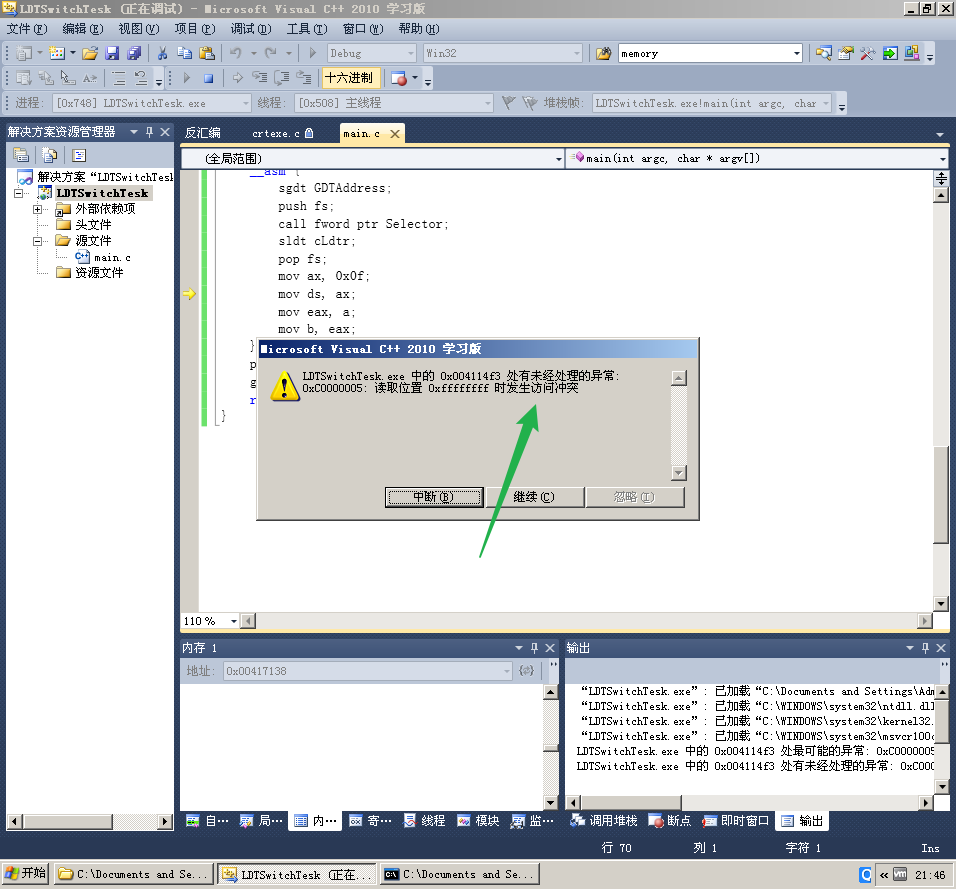 LDTSwitchTesk (正在调试) - Microsoft Visual C++ 2010 学习版
文件(F) 编辑(E) 视图(V) 项目(P) 调试(D) 工具(T) 窗口(W) 帮助(H)
Debug Win32 memory
十六进制
进程: [0x748] LDTSwitchTesk.exe 线程: [0x508] 主线程 堆栈帧: LDTSwitchTesk.exe!main(int argc, char
解决方案资源管理器
解决方案“LDTSwitchTesk
LDTSwitchTesk
外部依赖项
头文件
源文件
main.c
资源文件
反汇编 crtexe.c main.c
(全局范围) main(int argc, char * argv[])
__asm {
sgdt GDTAddress;
push fs;
call fword ptr Selector;
sldt cLdtr;
pop fs;
mov ax, 0x0f;
mov ds, ax;
mov eax, a;
mov b, eax;
}
p
g
r
}
Microsoft Visual C++ 2010 学习版
LDTSwitchTesk.exe 中的 0x004114f3 处有未经处理的异常:
0xC0000005: 读取位置 0xffffffff 时发生访问冲突
中断(B) 继续(C) 忽略(I)
110 %
内存 1
地址: 0x00417138
输出
“LDTSwitchTesk.exe”: 已加载“C:\Documents and Settings\Adm
“LDTSwitchTesk.exe”: 已加载“C:\WINDOWS\system32\ntdll.dll
“LDTSwitchTesk.exe”: 已加载“C:\WINDOWS\system32\kernel32.
“LDTSwitchTesk.exe”: 已加载“C:\WINDOWS\system32\msvcr100
LDTSwitchTesk.exe 中的 0x004114f3 处最可能的异常: 0xC0000005
LDTSwitchTesk.exe 中的 0x004114f3 处有未经处理的异常: 0xC000
自… 局… 内… 寄… 线程 模块 监… 调用堆栈 断点 即时窗口 输出
行 70 列 1 字符 1 Ins
开始 C:\Documents and Se... LDTSwitchTesk (正在... C:\Documents and Se... « 21:46